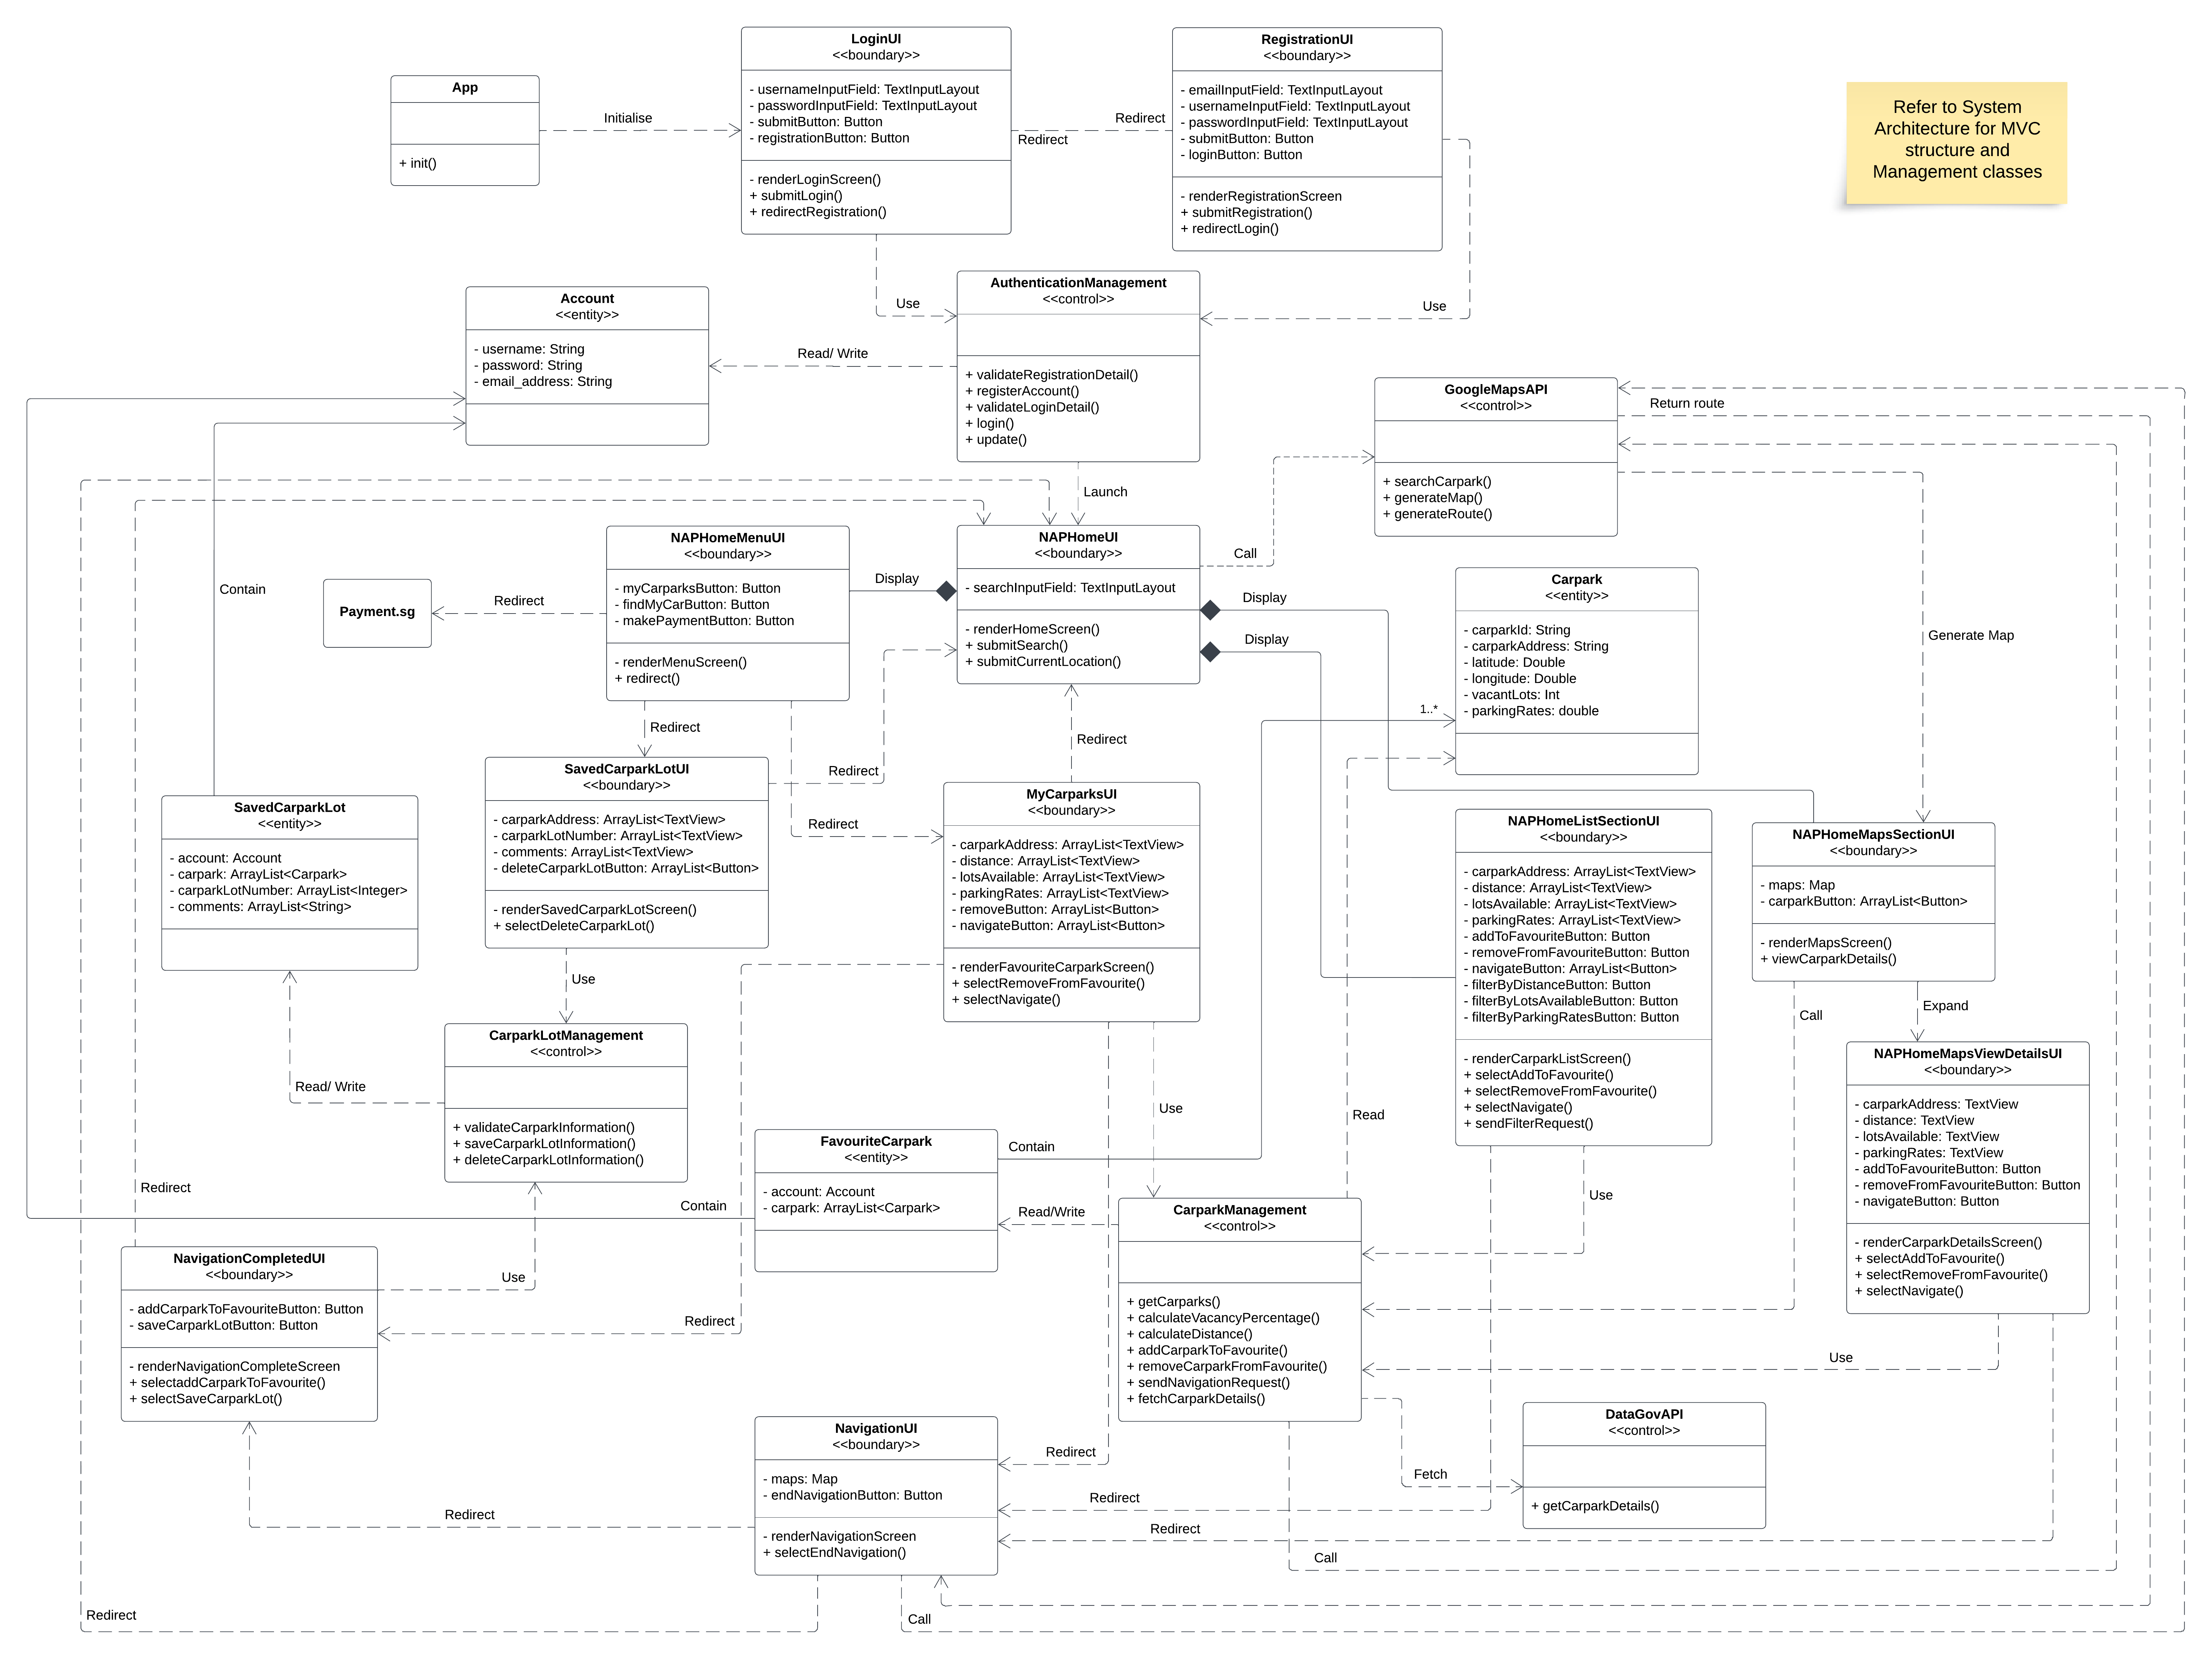 LoginUI
<<boundary>>
- usernameInputField: TextInputLayout
- passwordInputField: TextInputLayout
- submitButton: Button
- registrationButton: Button
- renderLoginScreen()
+ submitLogin()
+ redirectRegistration()
RegistrationUI
<<boundary>>
- emailInputField: TextInputLayout
- usernameInputField: TextInputLayout
- passwordInputField: TextInputLayout
- submitButton: Button
- loginButton: Button
- renderRegistrationScreen
+ submitRegistration()
+ redirectLogin()
App
+ init()
Initialise
Redirect
Redirect
Refer to System
Architecture for MVC
structure and
Management classes
Use
Use
Account
<<entity>>
- username: String
- password: String
- email_address: String
Read/ Write
AuthenticationManagement
<<control>>
+ validateRegistrationDetail()
+ registerAccount()
+ validateLoginDetail()
+ login()
+ update()
GoogleMapsAPI
<<control>>
+ searchCarpark()
+ generateMap()
+ generateRoute()
Return route
Launch
Call
Contain
Payment.sg
Redirect
NAPHomeMenuUI
<<boundary>>
- myCarparksButton: Button
- findMyCarButton: Button
- makePaymentButton: Button
- renderMenuScreen()
+ redirect()
Display
NAPHomeUI
<<boundary>>
- searchInputField: TextInputLayout
- renderHomeScreen()
+ submitSearch()
+ submitCurrentLocation()
Display
Display
Carpark
<<entity>>
- carparkId: String
- carparkAddress: String
- latitude: Double
- longitude: Double
- vacantLots: Int
- parkingRates: double
1..*
Generate Map
Redirect
Redirect
Redirect
Redirect
SavedCarparkLot
<<entity>>
- account: Account
- carpark: ArrayList<Carpark>
- carparkLotNumber: ArrayList<Integer>
- comments: ArrayList<String>
SavedCarparkLotUI
<<boundary>>
- carparkAddress: ArrayList<TextView>
- carparkLotNumber: ArrayList<TextView>
- comments: ArrayList<TextView>
- deleteCarparkLotButton: ArrayList<Button>
- renderSavedCarparkLotScreen()
+ selectDeleteCarparkLot()
MyCarparksUI
<<boundary>>
- carparkAddress: ArrayList<TextView>
- distance: ArrayList<TextView>
- lotsAvailable: ArrayList<TextView>
- parkingRates: ArrayList<TextView>
- removeButton: ArrayList<Button>
- navigateButton: ArrayList<Button>
- renderFavouriteCarparkScreen()
+ selectRemoveFromFavourite()
+ selectNavigate()
NAPHomeListSectionUI
<<boundary>>
- carparkAddress: ArrayList<TextView>
- distance: ArrayList<TextView>
- lotsAvailable: ArrayList<TextView>
- parkingRates: ArrayList<TextView>
- addToFavouriteButton: Button
- removeFromFavouriteButton: Button
- navigateButton: ArrayList<Button>
- filterByDistanceButton: Button
- filterByLotsAvailableButton: Button
- filterByParkingRatesButton: Button
- renderCarparkListScreen()
+ selectAddToFavourite()
+ selectRemoveFromFavourite()
+ selectNavigate()
+ sendFilterRequest()
NAPHomeMapsSectionUI
<<boundary>>
- maps: Map
- carparkButton: ArrayList<Button>
- renderMapsScreen()
+ viewCarparkDetails()
Use
Call
Expand
CarparkLotManagement
<<control>>
+ validateCarparkInformation()
+ saveCarparkLotInformation()
+ deleteCarparkLotInformation()
Read/ Write
NAPHomeMapsViewDetailsUI
<<boundary>>
- carparkAddress: TextView
- distance: TextView
- lotsAvailable: TextView
- parkingRates: TextView
- addToFavouriteButton: Button
- removeFromFavouriteButton: Button
- navigateButton: Button
- renderCarparkDetailsScreen()
+ selectAddToFavourite()
+ selectRemoveFromFavourite()
+ selectNavigate()
Use
Read
FavouriteCarpark
<<entity>>
- account: Account
- carpark: ArrayList<Carpark>
Contain
Contain
Redirect
Use
Read/Write
CarparkManagement
<<control>>
+ getCarparks()
+ calculateVacancyPercentage()
+ calculateDistance()
+ addCarparkToFavourite()
+ removeCarparkFromFavourite()
+ sendNavigationRequest()
+ fetchCarparkDetails()
NavigationCompletedUI
<<boundary>>
- addCarparkToFavouriteButton: Button
- saveCarparkLotButton: Button
- renderNavigationCompleteScreen
+ selectaddCarparkToFavourite()
+ selectSaveCarparkLot()
Use
Redirect
Use
NavigationUI
<<boundary>>
- maps: Map
- endNavigationButton: Button
- renderNavigationScreen
+ selectEndNavigation()
DataGovAPI
<<control>>
+ getCarparkDetails()
Redirect
Fetch
Redirect
Redirect
Redirect
Call
Redirect
Call